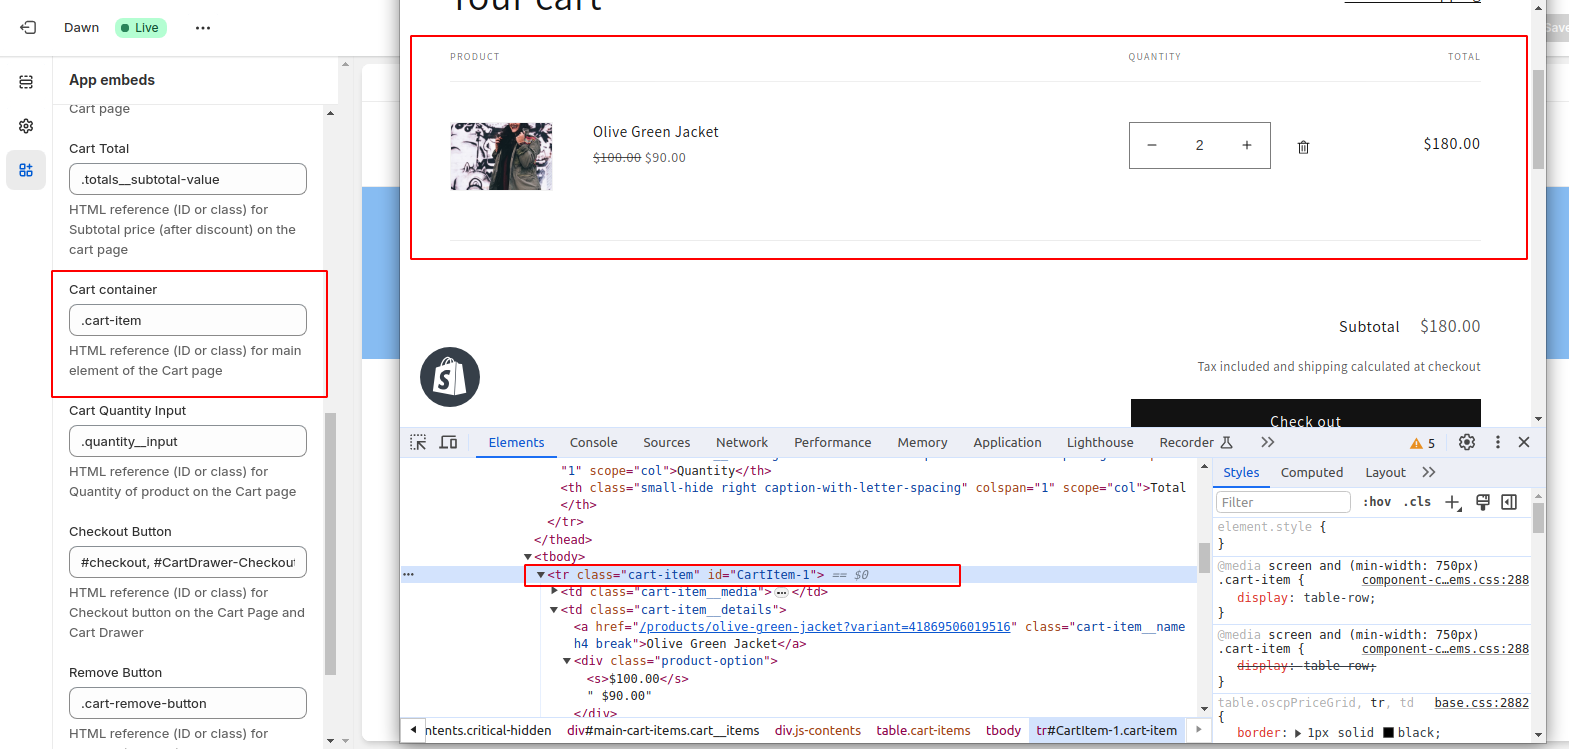 Dawn
Live
App embeds
Cart page
Cart Total
.totals__subtotal-value
HTML reference (ID or class) for
Subtotal price (after discount) on the
cart page
Cart container
.cart-item
HTML reference (ID or class) for main
element of the Cart page
Cart Quantity Input
.quantity__input
HTML reference (ID or class) for
Quantity of product on the Cart page
Checkout Button
#checkout, #CartDrawer-Checkout
HTML reference (ID or class) for
Checkout button on the Cart Page and
Cart Drawer
Remove Button
.cart-remove-button
HTML reference (ID or class) for
Your cart
Save
PRODUCT QUANTITY TOTAL
Olive Green Jacket
$100.00 $90.00
− 2 +
$180.00
Subtotal $180.00
Tax included and shipping calculated at checkout
Check out
Elements Console Sources Network Performance Memory Application Lighthouse Recorder 5
"1" scope="col">Quantity</th>
<th class="small-hide right caption-with-letter-spacing" colspan="1" scope="col">Total
</th>
</tr>
</thead>
<tbody>
<tr class="cart-item" id="CartItem-1"> == $0
<td class="cart-item__media"> … </td>
<td class="cart-item__details">
<a href="/products/olive-green-jacket?variant=41869506019516" class="cart-item__name
h4 break">Olive Green Jacket</a>
<div class="product-option">
<s>$100.00</s>
" $90.00"
</div>
ntents.critical-hidden div#main-cart-items.cart__items div.js-contents table.cart-items tbody tr#CartItem-1.cart-item
Styles Computed Layout
Filter :hov .cls
element.style {
}
@media screen and (min-width: 750px)
.cart-item { component-c…ems.css:288
display: table-row;
}
@media screen and (min-width: 750px)
.cart-item { component-c…ems.css:288
display: table-row;
}
table.oscpPriceGrid, tr, td base.css:2882
{
border: 1px solid black;